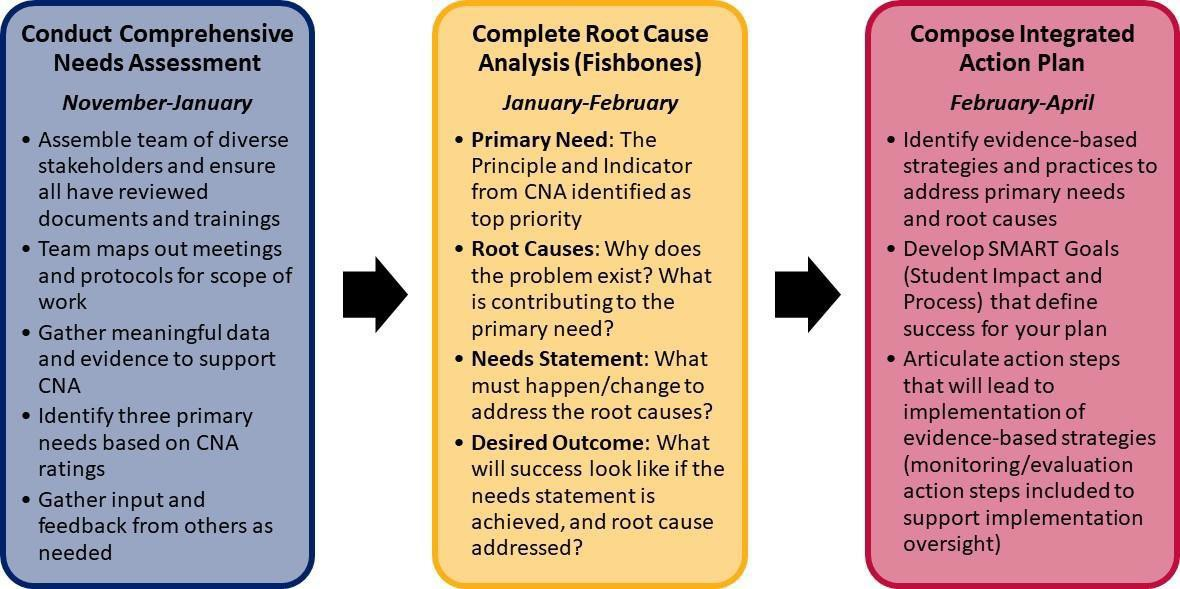 Conduct Comprehensive
Needs Assessment
November-January
• Assemble team of diverse
stakeholders and ensure
all have reviewed
documents and trainings
• Team maps out meetings
and protocols for scope of
work
• Gather meaningful data
and evidence to support
CNA
• Identify three primary
needs based on CNA
ratings
• Gather input and
feedback from others as
needed
Complete Root Cause
Analysis (Fishbones)
January-February
• Primary Need: The
Principle and Indicator
from CNA identified as
top priority
• Root Causes: Why does
the problem exist? What
is contributing to the
primary need?
• Needs Statement: What
must happen/change to
address the root causes?
• Desired Outcome: What
will success look like if the
needs statement is
achieved, and root cause
addressed?
Compose Integrated
Action Plan
February-April
• Identify evidence-based
strategies and practices to
address primary needs
and root causes
• Develop SMART Goals
(Student Impact and
Process) that define
success for your plan
• Articulate action steps
that will lead to
implementation of
evidence-based strategies
(monitoring/evaluation
action steps included to
support implementation
oversight)